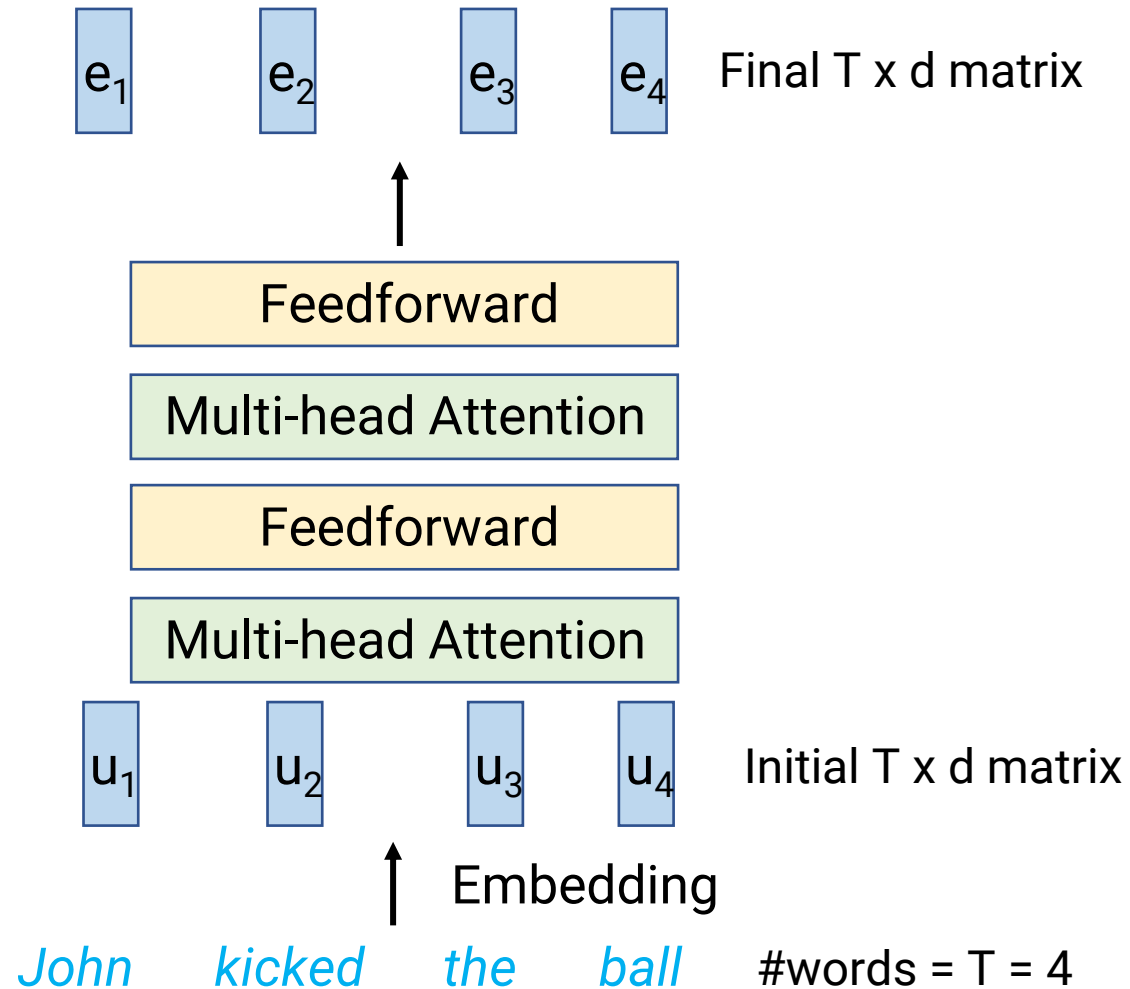 e₁ e₂ e₃ e₄ Final T x d matrix
Feedforward
Multi-head Attention
Feedforward
Multi-head Attention
u₁ u₂ u₃ u₄ Initial T x d matrix
Embedding
John kicked the ball #words = T = 4